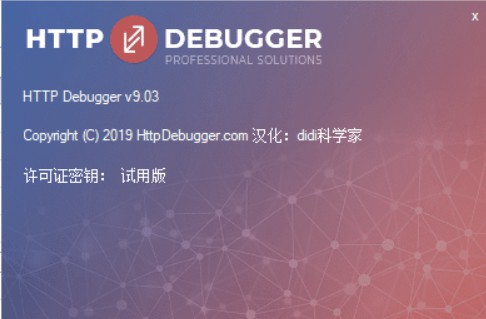 x
HTTP DEBUGGER
PROFESSIONAL SOLUTIONS
HTTP Debugger v9.03
Copyright (C) 2019 HttpDebugger.com 汉化：didi科学家
许可证密钥： 试用版